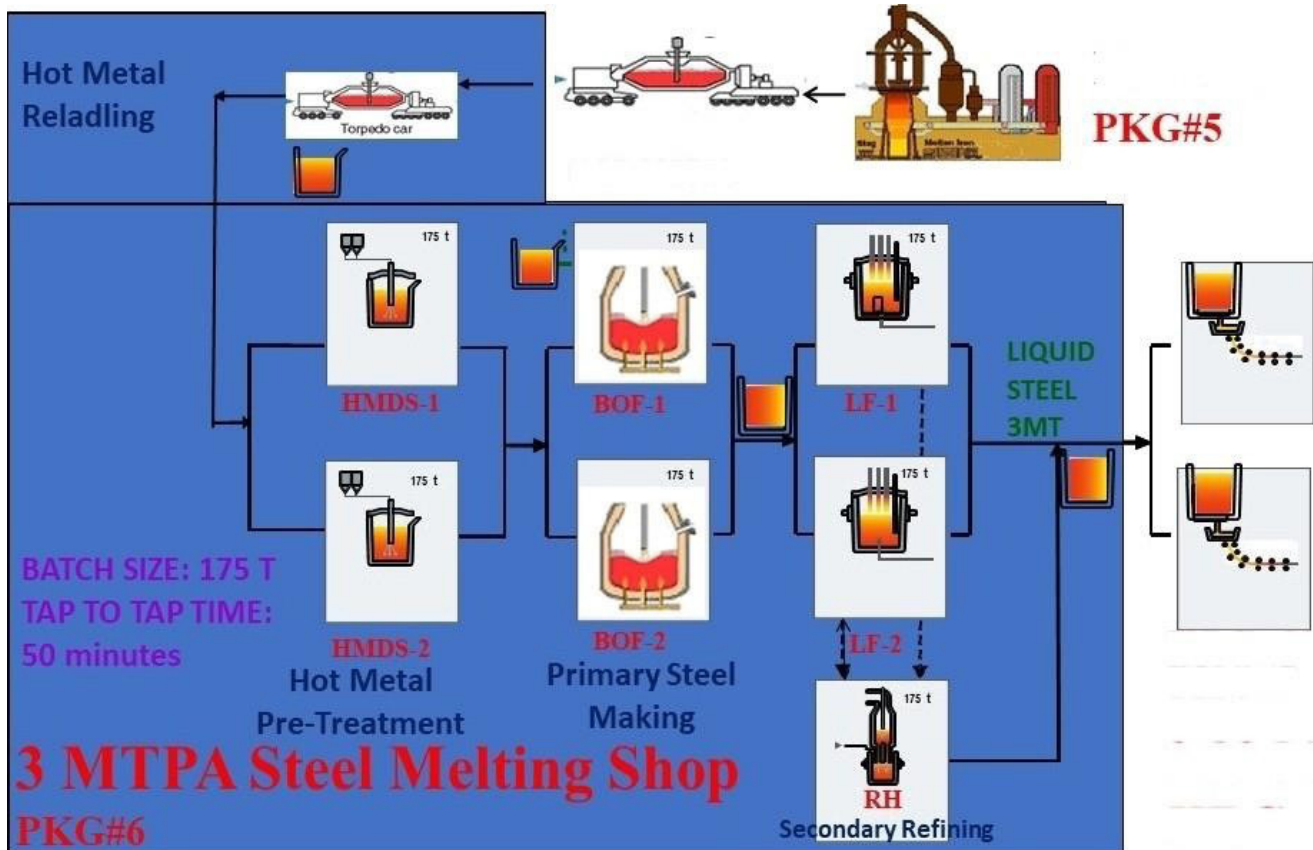 Hot Metal
Reladling
Torpedo car
PKG#5
175 t
HMDS-1
175 t
BOF-1
175 t
LF-1
LIQUID
STEEL
3MT
175 t
HMDS-2
175 t
BOF-2
175 t
LF-2
BATCH SIZE: 175 T
TAP TO TAP TIME:
50 minutes
Hot Metal
Pre-Treatment
Primary Steel
Making
175 t
RH
Secondary Refining
3 MTPA Steel Melting Shop
PKG#6